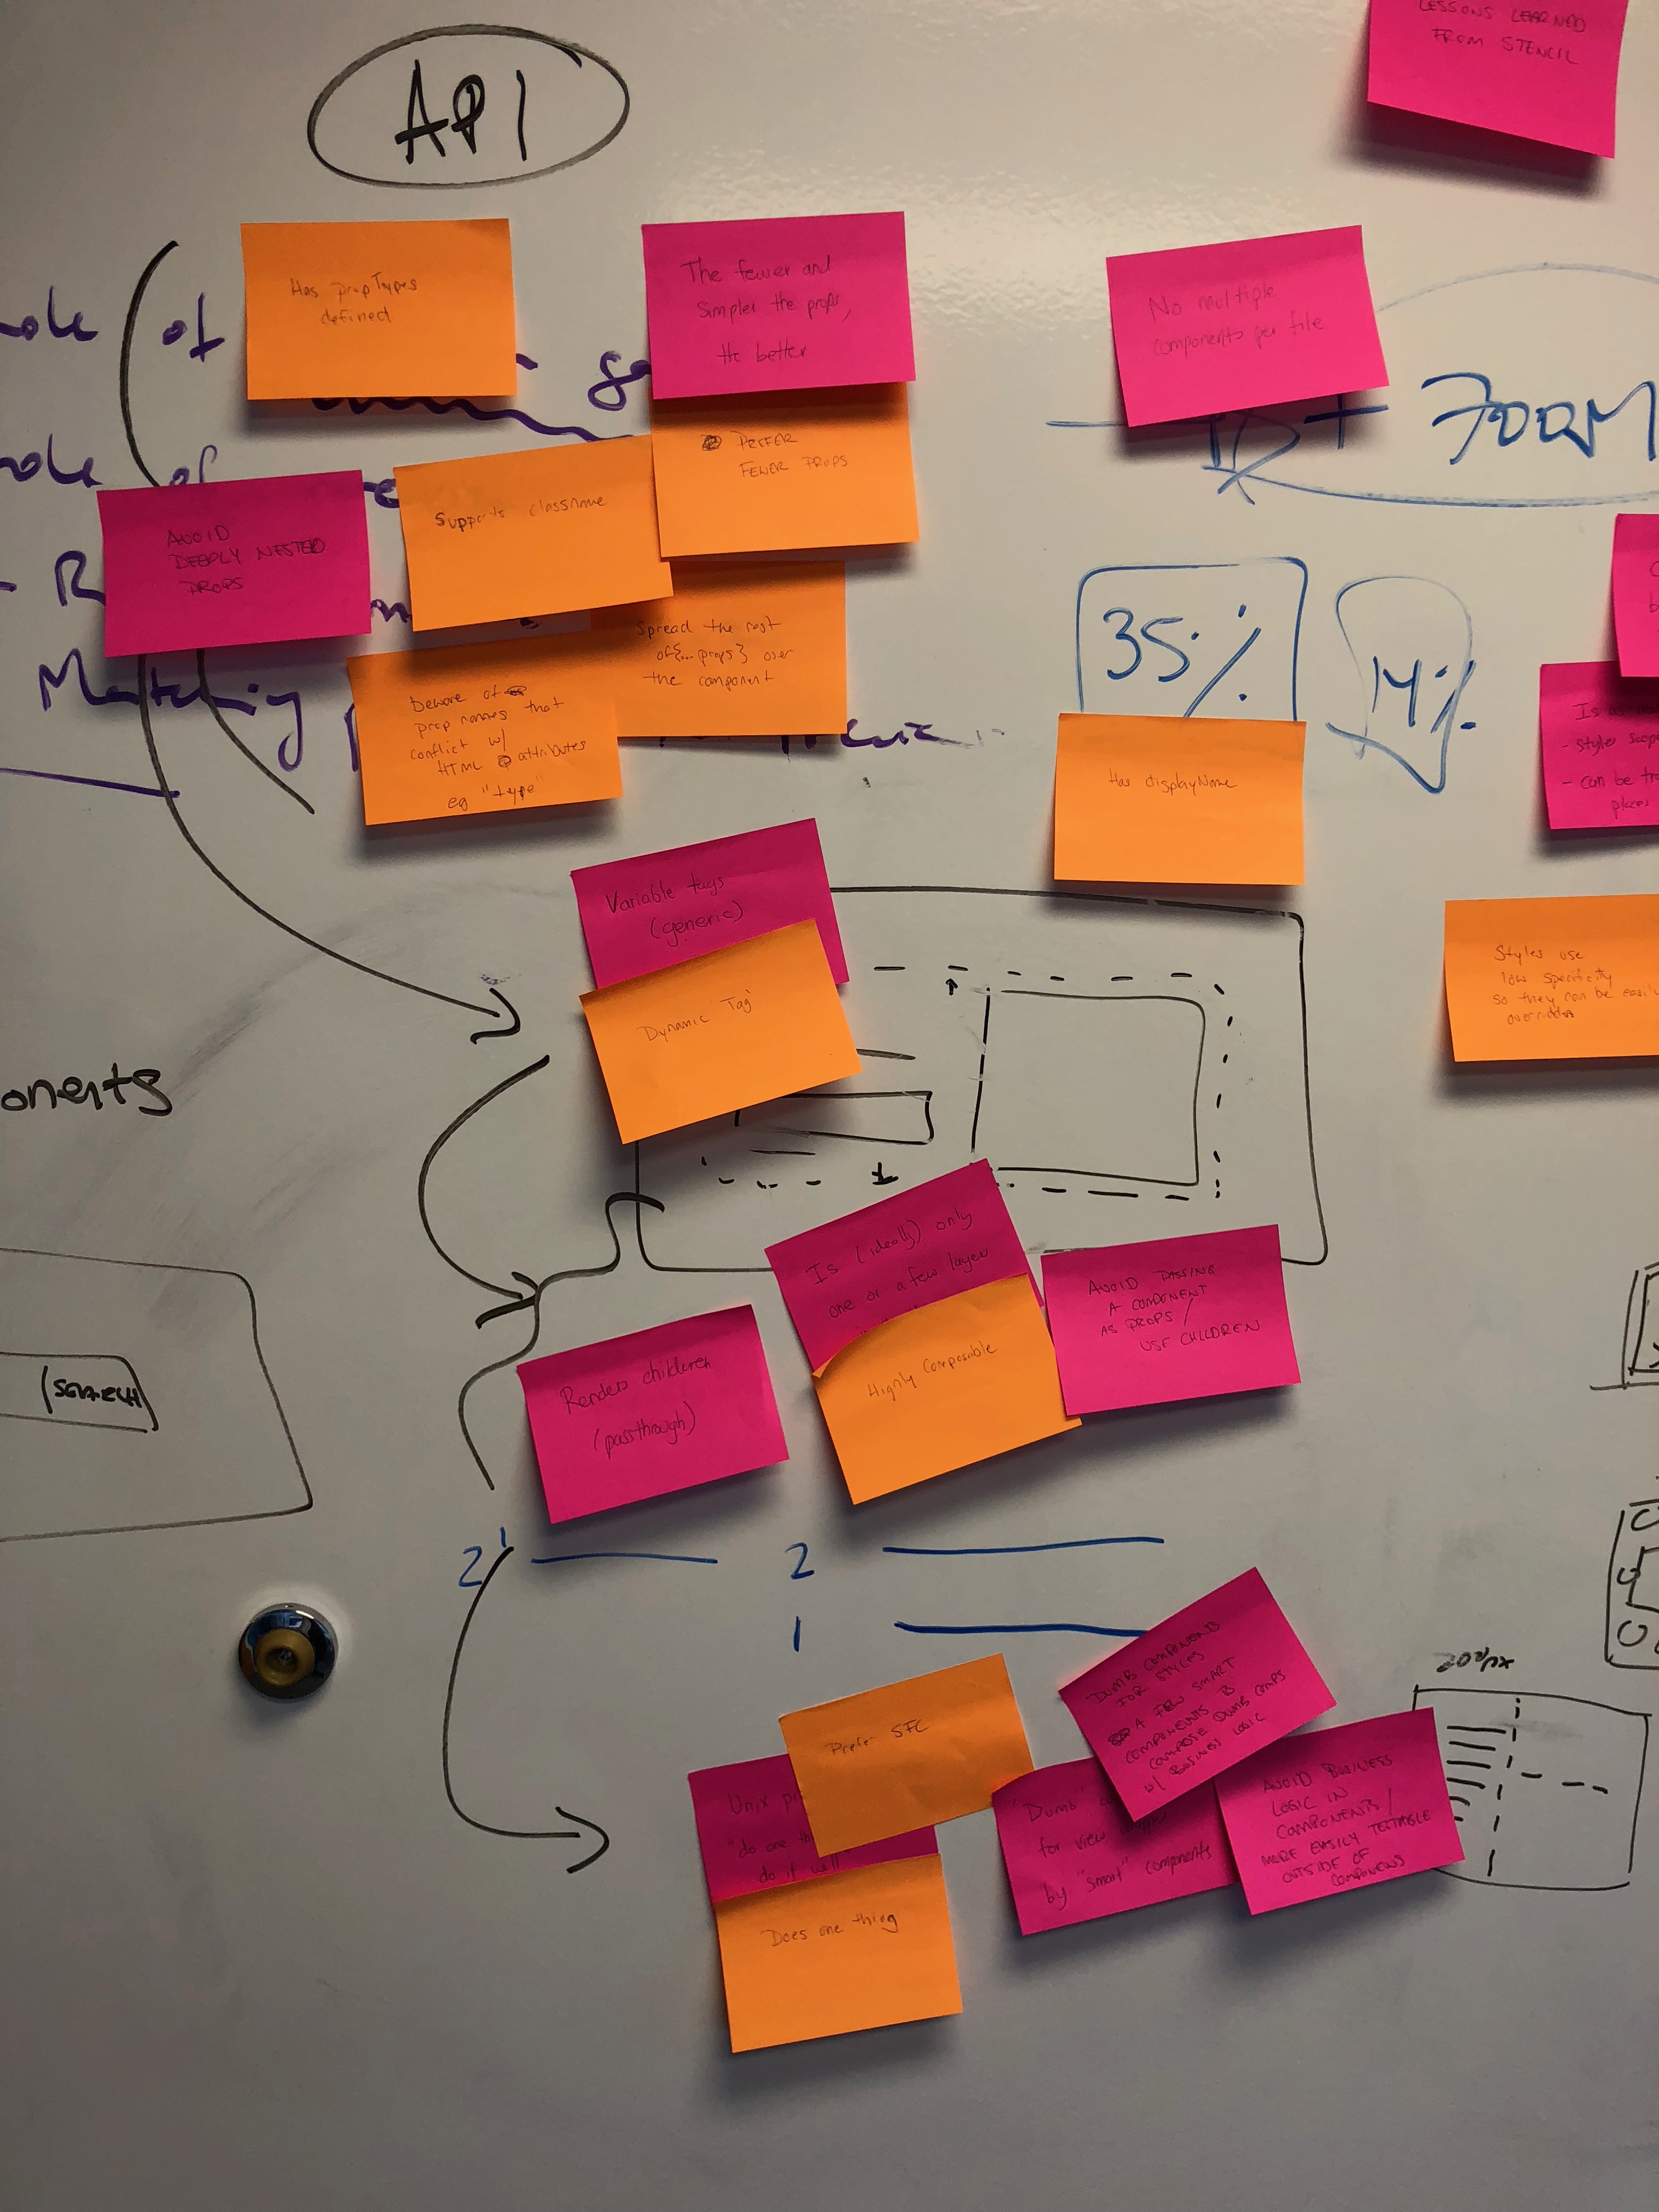 API
LESSONS LEARNED
FROM STENCIL
Has propTypes
defined
The fewer and
simpler the props,
the better
No multiple
components per file
of
PREFER
FEWER PROPS
AVOID
DEEPLY NESTED
PROPS
Supports classname
Spread the rest
of {...props} over
the component
Beware of
prop names that
conflict w/
HTML attributes
eg "type"
35%
14%
Has displayName
Is
- Styles
- can be
Variable tags
(generic)
Dynamic Tag
Styles use
low specificity
so they can be easily
overridden
onents
SEARCH
Is (ideally) only
one or a few layers
Highly Composable
AVOID PASSING
A COMPONENT
AS PROPS /
USE CHILDREN
Renders children
(passthrough)
2
1
2
1
200px
Prefer SFC
Unix
"do one
do it well
Does one thing
DUMB COMPONENTS
FOR STYLES
A FEW SMART
COMPONENTS
COMPOSE DUMB COMPS
W/ BUSINESS LOGIC
"Dumb"
for view
by "smart" components
AVOID BUSINESS
LOGIC IN
COMPONENTS /
MORE EASILY TESTABLE
OUTSIDE OF
COMPONENTS